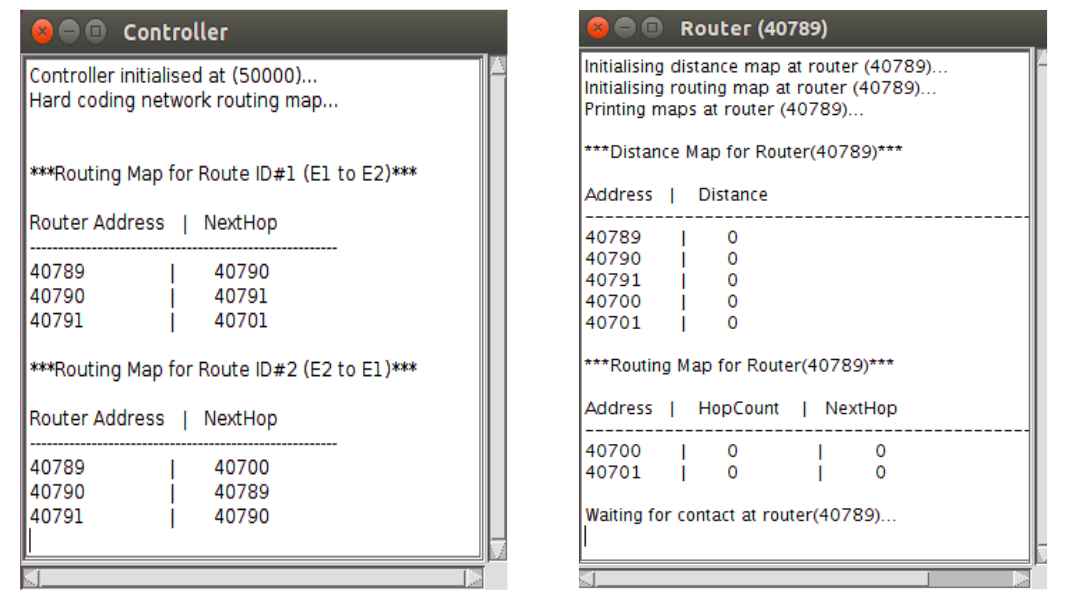 Controller
Controller initialised at (50000)...
Hard coding network routing map...
***Routing Map for Route ID#1 (E1 to E2)***
Router Address | NextHop
------------------------------------------------------
40789 | 40790
40790 | 40791
40791 | 40701
***Routing Map for Route ID#2 (E2 to E1)***
Router Address | NextHop
------------------------------------------------------
40789 | 40700
40790 | 40789
40791 | 40790
Router (40789)
Initialising distance map at router (40789)...
Initialising routing map at router (40789)...
Printing maps at router (40789)...
***Distance Map for Router(40789)***
Address | Distance
------------------------------------------------------
40789 | 0
40790 | 0
40791 | 0
40700 | 0
40701 | 0
***Routing Map for Router(40789)***
Address | HopCount | NextHop
------------------------------------------------------
40700 | 0 | 0
40701 | 0 | 0
Waiting for contact at router(40789)...